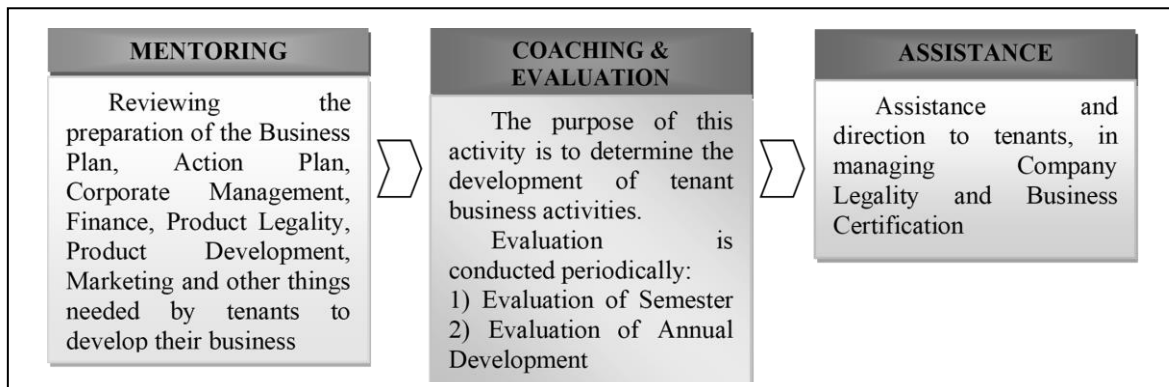 MENTORING
Reviewing the
preparation of the Business
Plan, Action Plan,
Corporate Management,
Finance, Product Legality,
Product Development,
Marketing and other things
needed by tenants to
develop their business
COACHING &
EVALUATION
The purpose of this
activity is to determine the
development of tenant
business activities.
Evaluation is
conducted periodically:
1) Evaluation of Semester
2) Evaluation of Annual
Development
ASSISTANCE
Assistance and
direction to tenants, in
managing Company
Legality and Business
Certification